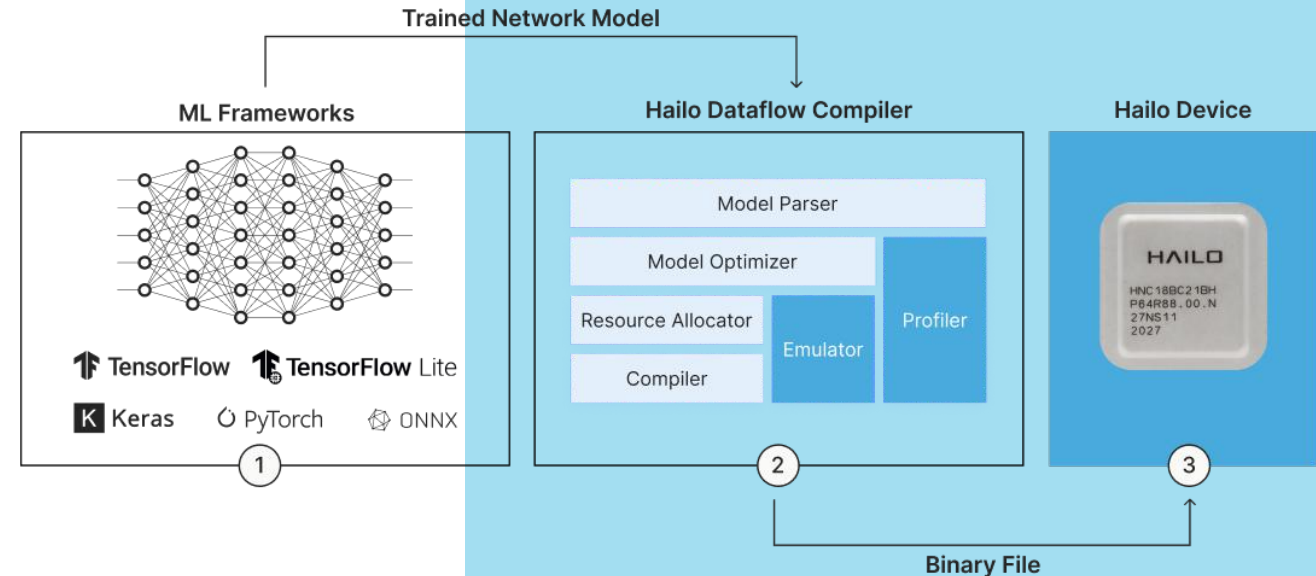 Trained Network Model
ML Frameworks
Hailo Dataflow Compiler
Hailo Device
Model Parser
Model Optimizer
Resource Allocator
Compiler
Emulator
Profiler
HAILO
HNC18BC21BH
P64R88.00.N
27NS11
2027
TensorFlow
TensorFlow Lite
K Keras
PyTorch
ONNX
1
2
3
Binary File